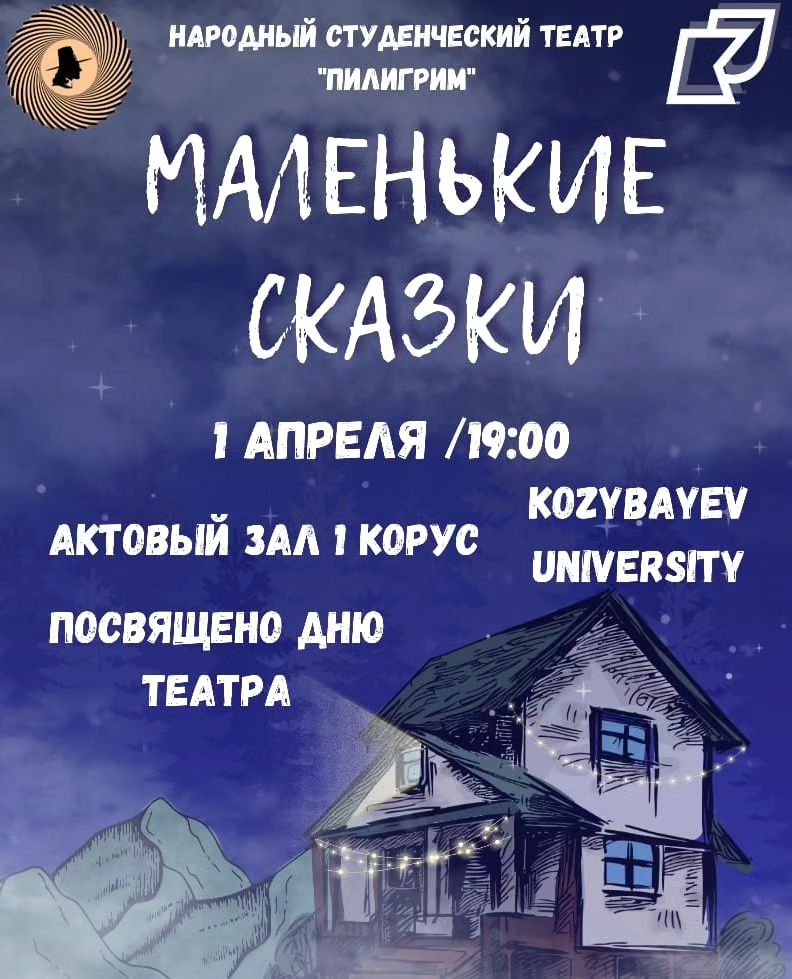 НАРОДНЫЙ СТУДЕНЧЕСКИЙ ТЕАТР
"ПИЛИГРИМ"
МАЛЕНЬКИЕ
СКАЗКИ
1 АПРЕЛЯ /19:00
АКТОВЫЙ ЗАЛ 1 КОРУС
KOZYBAYEV
UNIVERSITY
ПОСВЯЩЕНО ДНЮ
ТЕАТРА